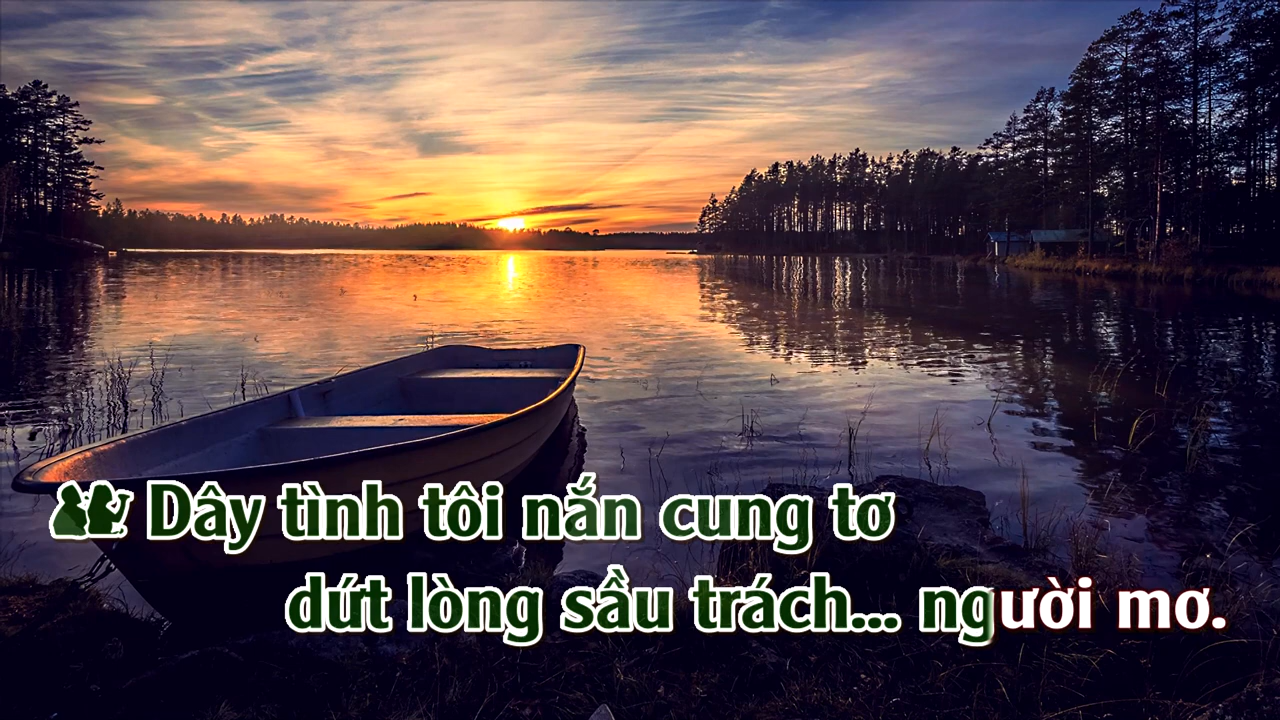 Dây tình tôi nắn cung tơ
dứt lòng sầu trách... người mơ.